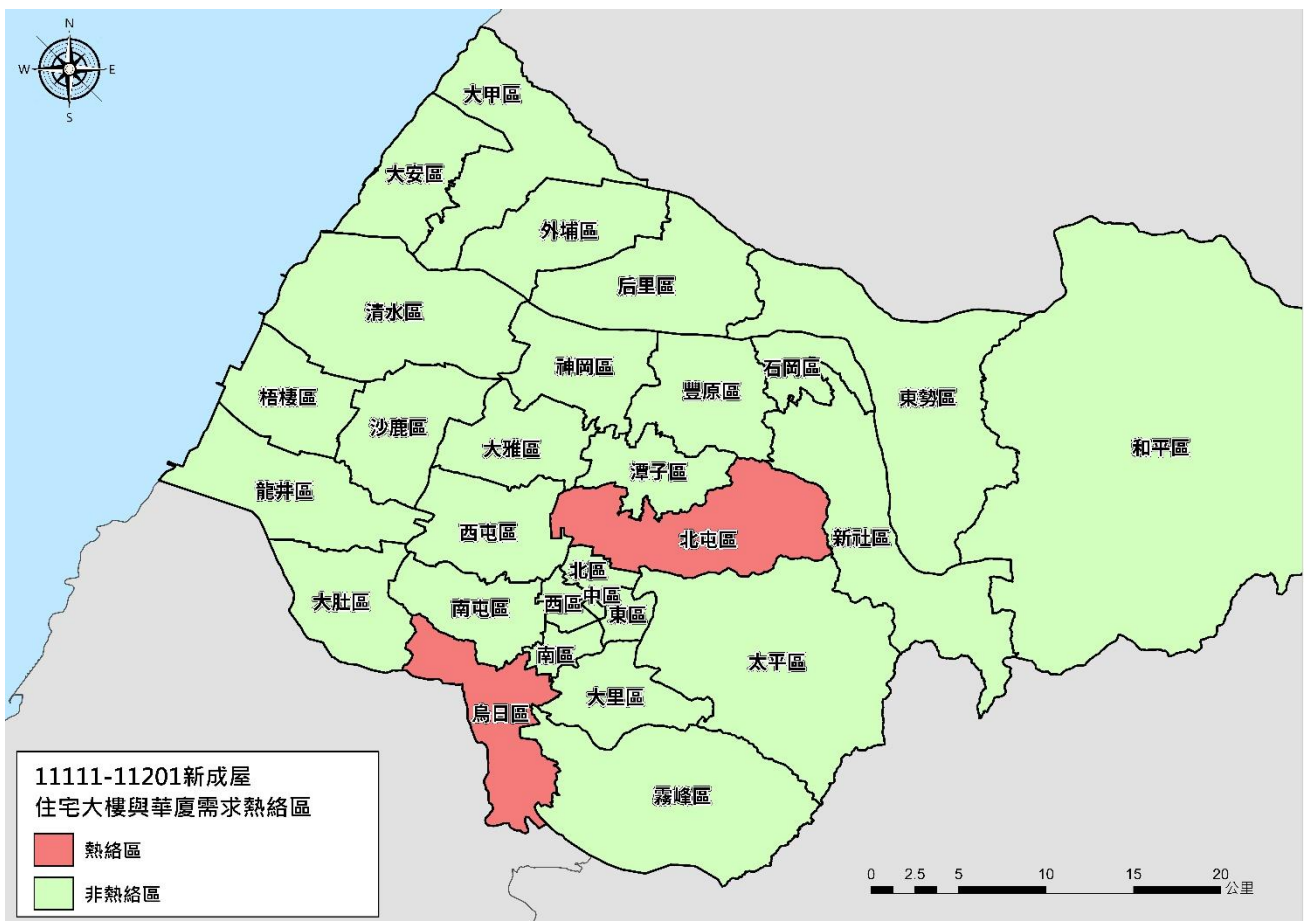 N
W
E
S
大甲區
大安區
外埔區
后里區
清水區
神岡區
豐原區
石岡區
東勢區
和平區
梧棲區
沙鹿區
大雅區
潭子區
龍井區
西屯區
北屯區
新社區
北區
中區
西區
東區
大肚區
南屯區
南區
太平區
大里區
烏日區
霧峰區
11111-11201新成屋
住宅大樓與華廈需求熱絡區
熱絡區
非熱絡區
0 2.5 5 10 15 20
公里